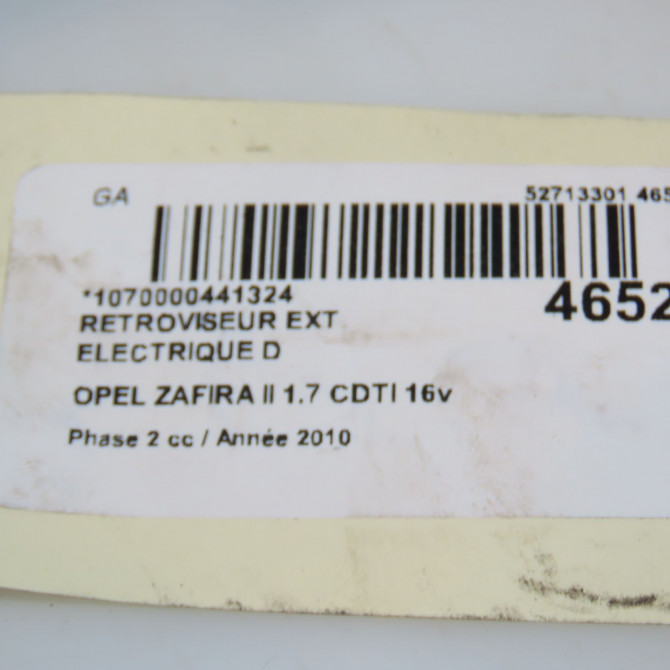 GA
52713301 465
*1070000441324
4652
RETROVISEUR EXT
ELECTRIQUE D
OPEL ZAFIRA II 1.7 CDTI 16v
Phase 2 cc / Année 2010